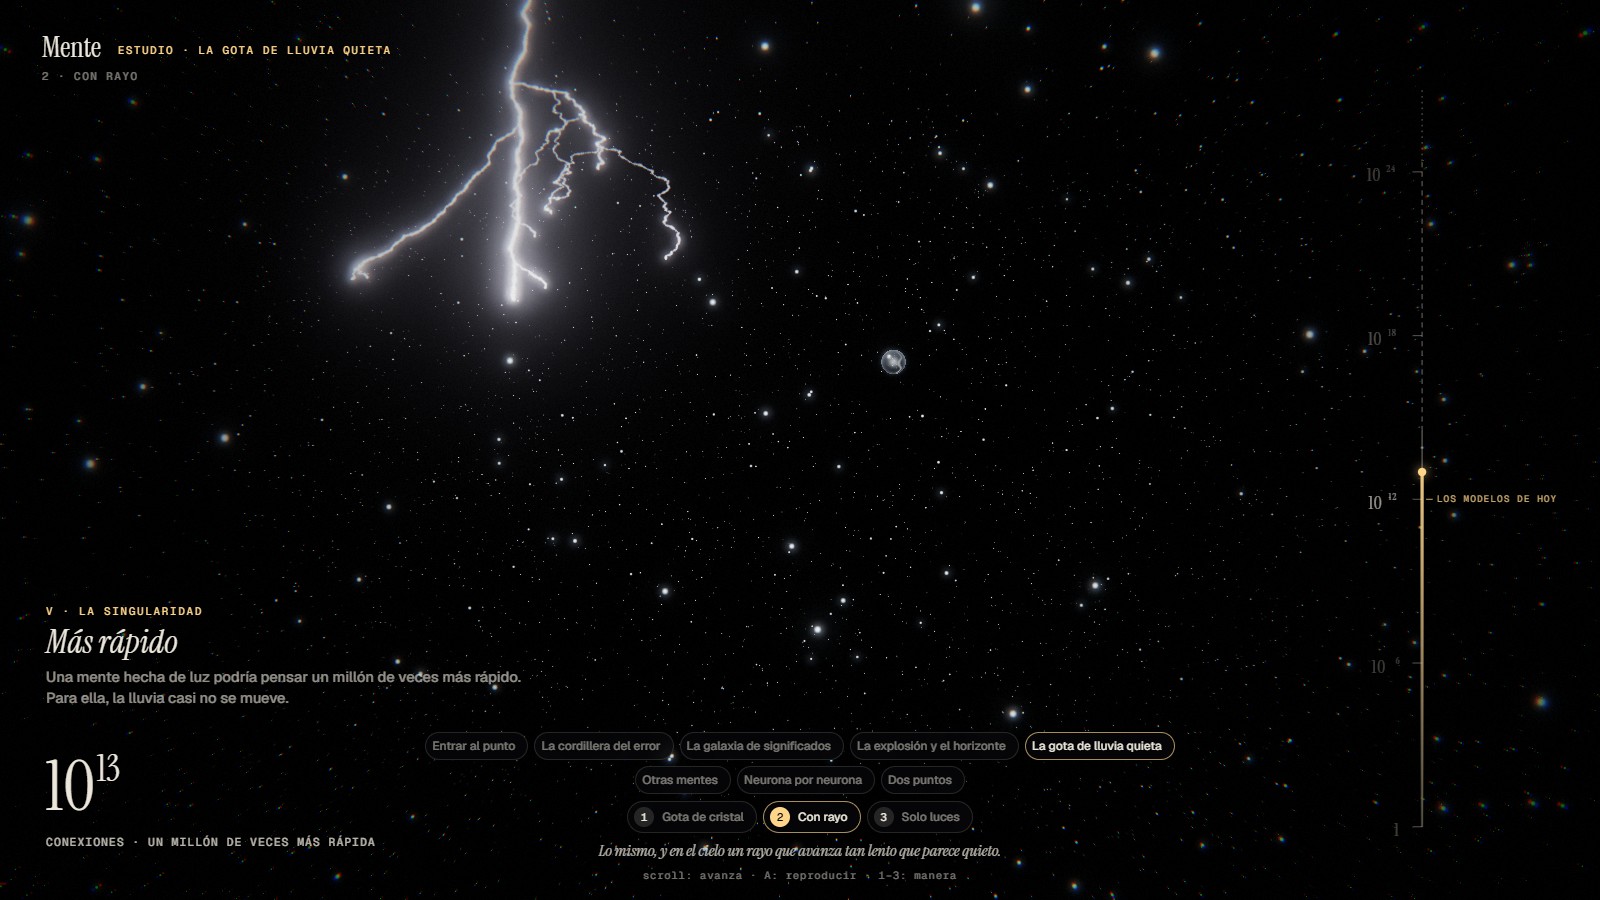 Mente ESTUDIO · LA GOTA DE LLUVIA QUIETA
2 · CON RAYO
10 24
10 18
10 12 LOS MODELOS DE HOY
10 6
1
V · LA SINGULARIDAD
Más rápido
Una mente hecha de luz podría pensar un millón de veces más rápido.
Para ella, la lluvia casi no se mueve.
10 13
CONEXIONES · UN MILLÓN DE VECES MÁS RÁPIDA
Entrar al punto La cordillera del error La galaxia de significados La explosión y el horizonte La gota de lluvia quieta
Otras mentes Neurona por neurona Dos puntos
1 Gota de cristal 2 Con rayo 3 Solo luces
Lo mismo, y en el cielo un rayo que avanza tan lento que parece quieto.
scroll: avanza · A: reproducir · 1–3: manera